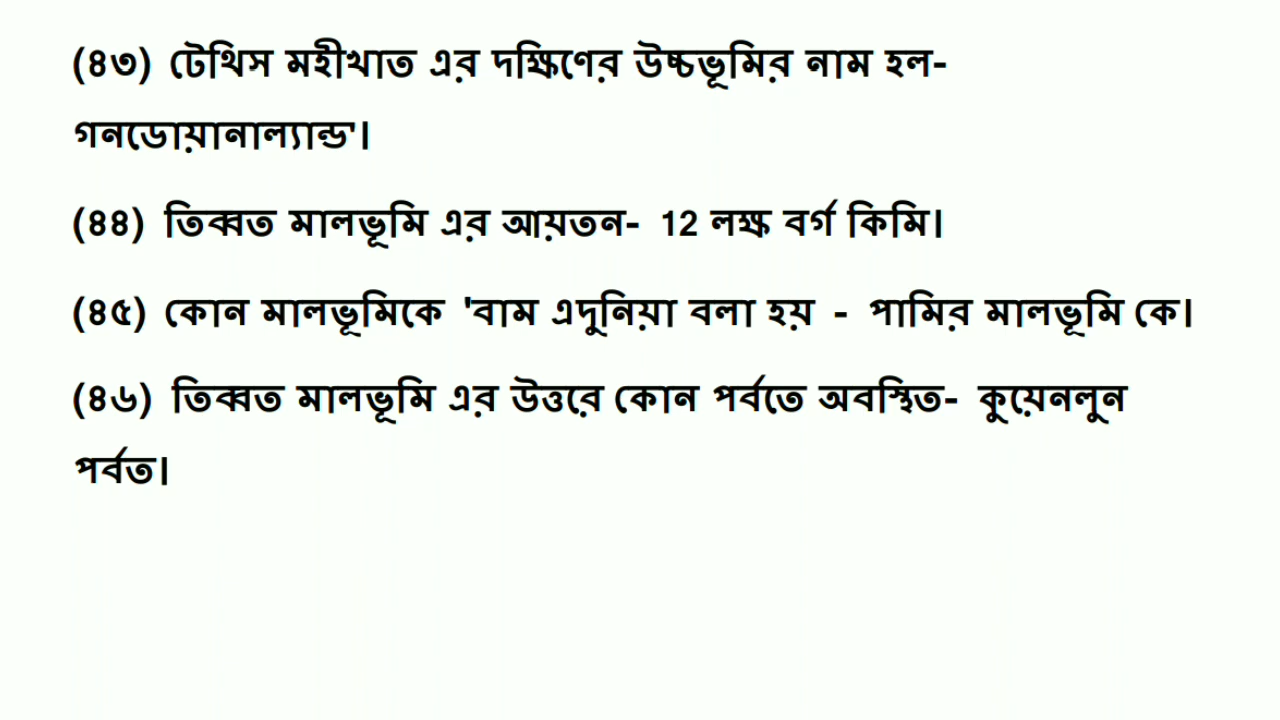 (৪৩) টেথিস মহীখাত এর দক্ষিণের উচ্চভূমির নাম হল-
গনডোয়ানাল্যান্ড'।
(৪৪) তিব্বত মালভূমি এর আয়তন- 12 লক্ষ বর্গ কিমি।
(৪৫) কোন মালভূমিকে 'বাম এদুনিয়া বলা হয় - পামির মালভূমি কে।
(৪৬) তিব্বত মালভূমি এর উত্তরে কোন পর্বতে অবস্থিত- কুয়েনলুন
পর্বত।